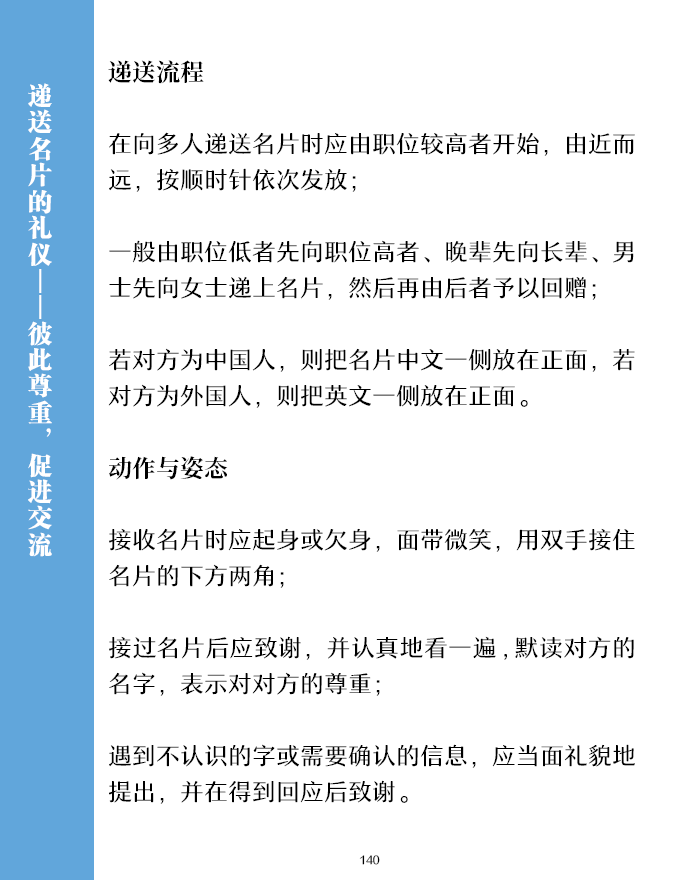 递送名片的礼仪——彼此尊重，促进交流
递送流程
在向多人递送名片时应由职位较高者开始，由近而
远，按顺时针依次发放；
一般由职位低者先向职位高者、晚辈先向长辈、男
士先向女士递上名片，然后再由后者予以回赠；
若对方为中国人，则把名片中文一侧放在正面，若
对方为外国人，则把英文一侧放在正面。
动作与姿态
接收名片时应起身或欠身，面带微笑，用双手接住
名片的下方两角；
接过名片后应致谢，并认真地看一遍，默读对方的
名字，表示对对方的尊重；
遇到不认识的字或需要确认的信息，应当面礼貌地
提出，并在得到回应后致谢。
140